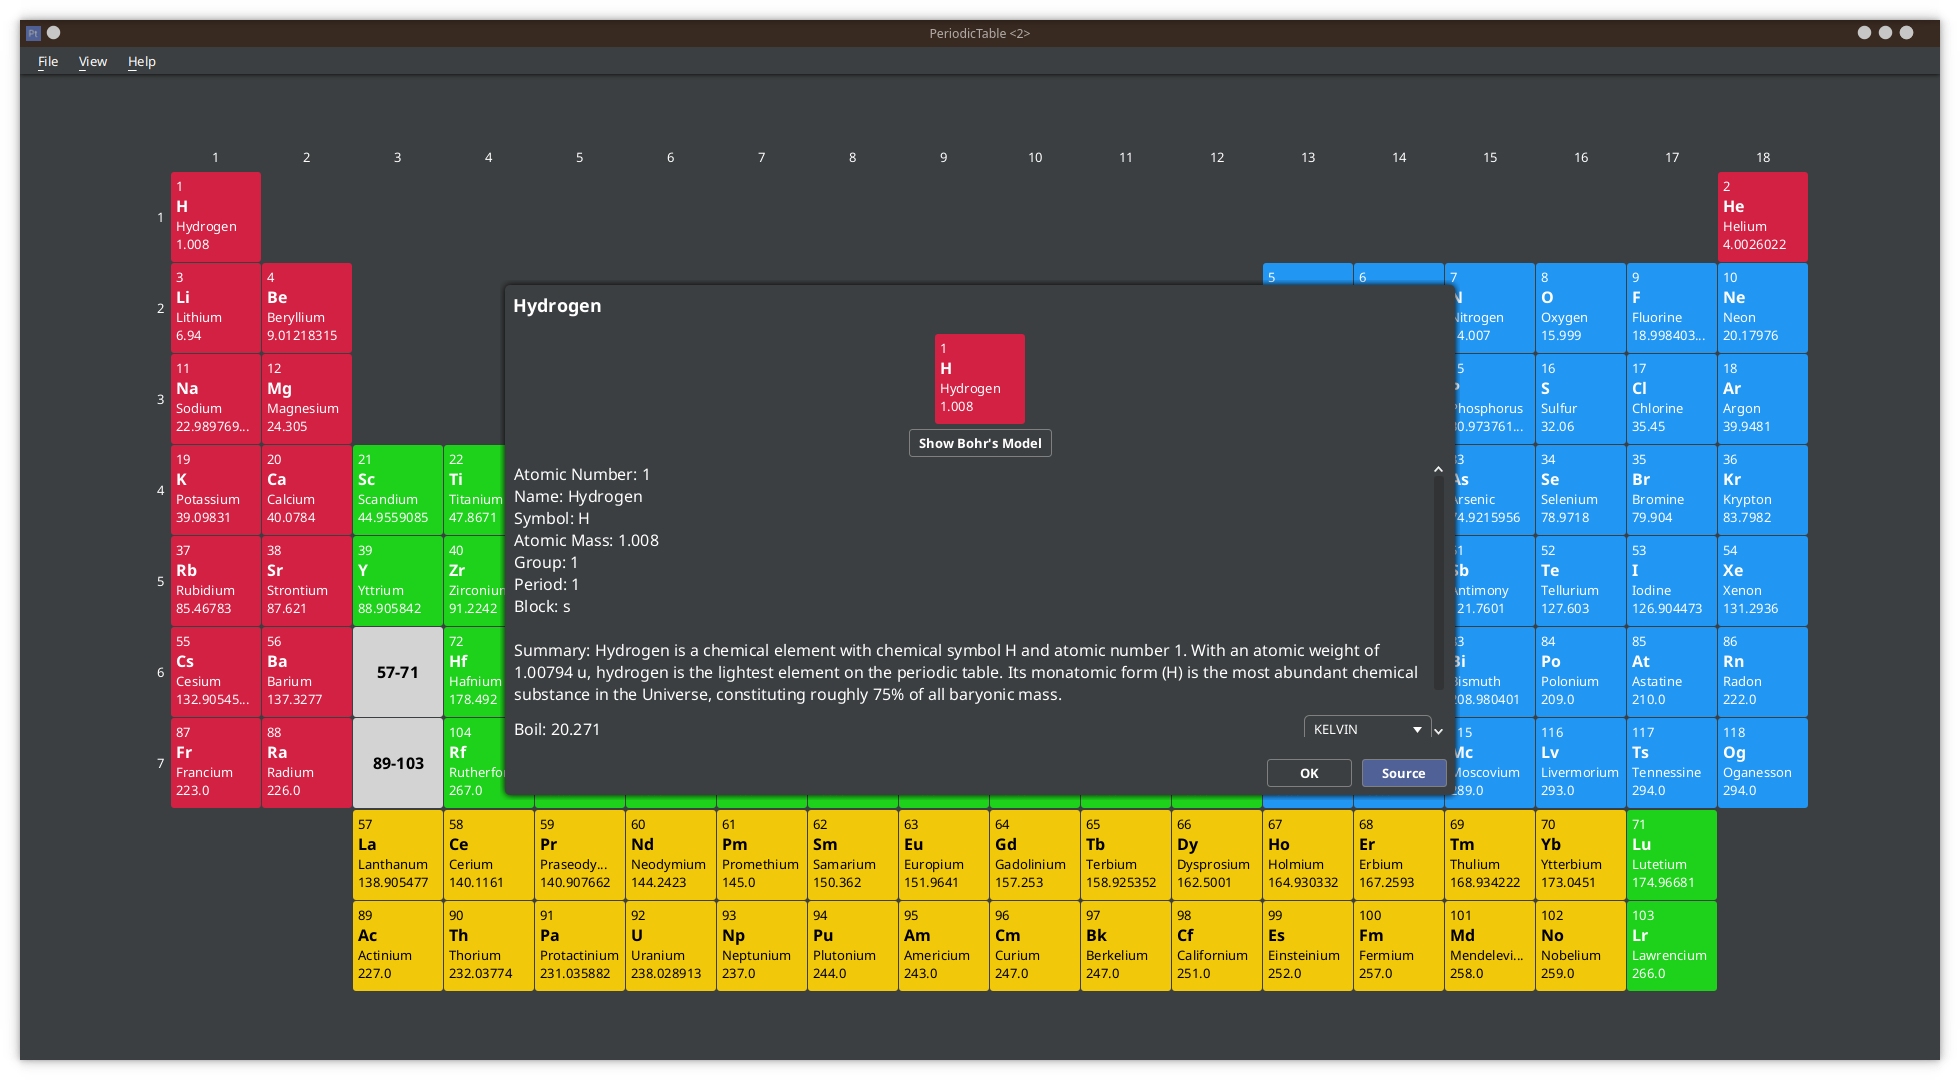 Pt
PeriodicTable <2>
File View Help
1 2 3 4 5 6 7 8 9 10 11 12 13 14 15 16 17 18
1
1
H
Hydrogen
1.008
2
He
Helium
4.0026022
2
3
Li
Lithium
6.94
4
Be
Beryllium
9.01218315
5
6
7
Nitrogen
4.007
8
O
Oxygen
15.999
9
F
Fluorine
18.998403...
10
Ne
Neon
20.17976
3
11
Na
Sodium
22.989769...
12
Mg
Magnesium
24.305
Phosphorus
16
S
Sulfur
32.06
17
Cl
Chlorine
35.45
18
Ar
Argon
39.9481
4
19
K
Potassium
39.09831
20
Ca
Calcium
40.0784
21
Sc
Scandium
44.9559085
22
Ti
Titanium
47.8671
Arsenic
74.9215956
34
Se
Selenium
78.9718
35
Br
Bromine
79.904
36
Kr
Krypton
83.7982
5
37
Rb
Rubidium
85.46783
38
Sr
Strontium
87.621
39
Y
Yttrium
88.905842
40
Zr
Zirconium
91.2242
Antimony
52
Te
Tellurium
127.603
53
I
Iodine
126.904473
54
Xe
Xenon
131.2936
6
55
Cs
Cesium
132.90545...
56
Ba
Barium
137.3277
57-71
72
Hf
Hafnium
178.492
Bismuth
208.980401
84
Po
Polonium
209.0
85
At
Astatine
210.0
86
Rn
Radon
222.0
7
87
Fr
Francium
223.0
88
Ra
Radium
226.0
89-103
104
Rf
Rutherfo
267.0
Mc
Moscovium
289.0
116
Lv
Livermorium
293.0
117
Ts
Tennessine
294.0
118
Og
Oganesson
294.0
57
La
Lanthanum
138.905477
58
Ce
Cerium
140.1161
59
Pr
Praseody...
140.907662
60
Nd
Neodymium
144.2423
61
Pm
Promethium
145.0
62
Sm
Samarium
150.362
63
Eu
Europium
151.9641
64
Gd
Gadolinium
157.253
65
Tb
Terbium
158.925352
66
Dy
Dysprosium
162.5001
67
Ho
Holmium
164.930332
68
Er
Erbium
167.2593
69
Tm
Thulium
168.934222
70
Yb
Ytterbium
173.0451
71
Lu
Lutetium
174.96681
89
Ac
Actinium
227.0
90
Th
Thorium
232.03774
91
Pa
Protactinium
231.035882
92
U
Uranium
238.028913
93
Np
Neptunium
237.0
94
Pu
Plutonium
244.0
95
Am
Americium
243.0
96
Cm
Curium
247.0
97
Bk
Berkelium
247.0
98
Cf
Californium
251.0
99
Es
Einsteinium
252.0
100
Fm
Fermium
257.0
101
Md
Mendelevi...
258.0
102
No
Nobelium
259.0
103
Lr
Lawrencium
266.0
Hydrogen
1
H
Hydrogen
1.008
Show Bohr's Model
Atomic Number: 1
Name: Hydrogen
Symbol: H
Atomic Mass: 1.008
Group: 1
Period: 1
Block: s
Summary: Hydrogen is a chemical element with chemical symbol H and atomic number 1. With an atomic weight of
1.00794 u, hydrogen is the lightest element on the periodic table. Its monatomic form (H) is the most abundant chemical
substance in the Universe, constituting roughly 75% of all baryonic mass.
Boil: 20.271 KELVIN
OK Source